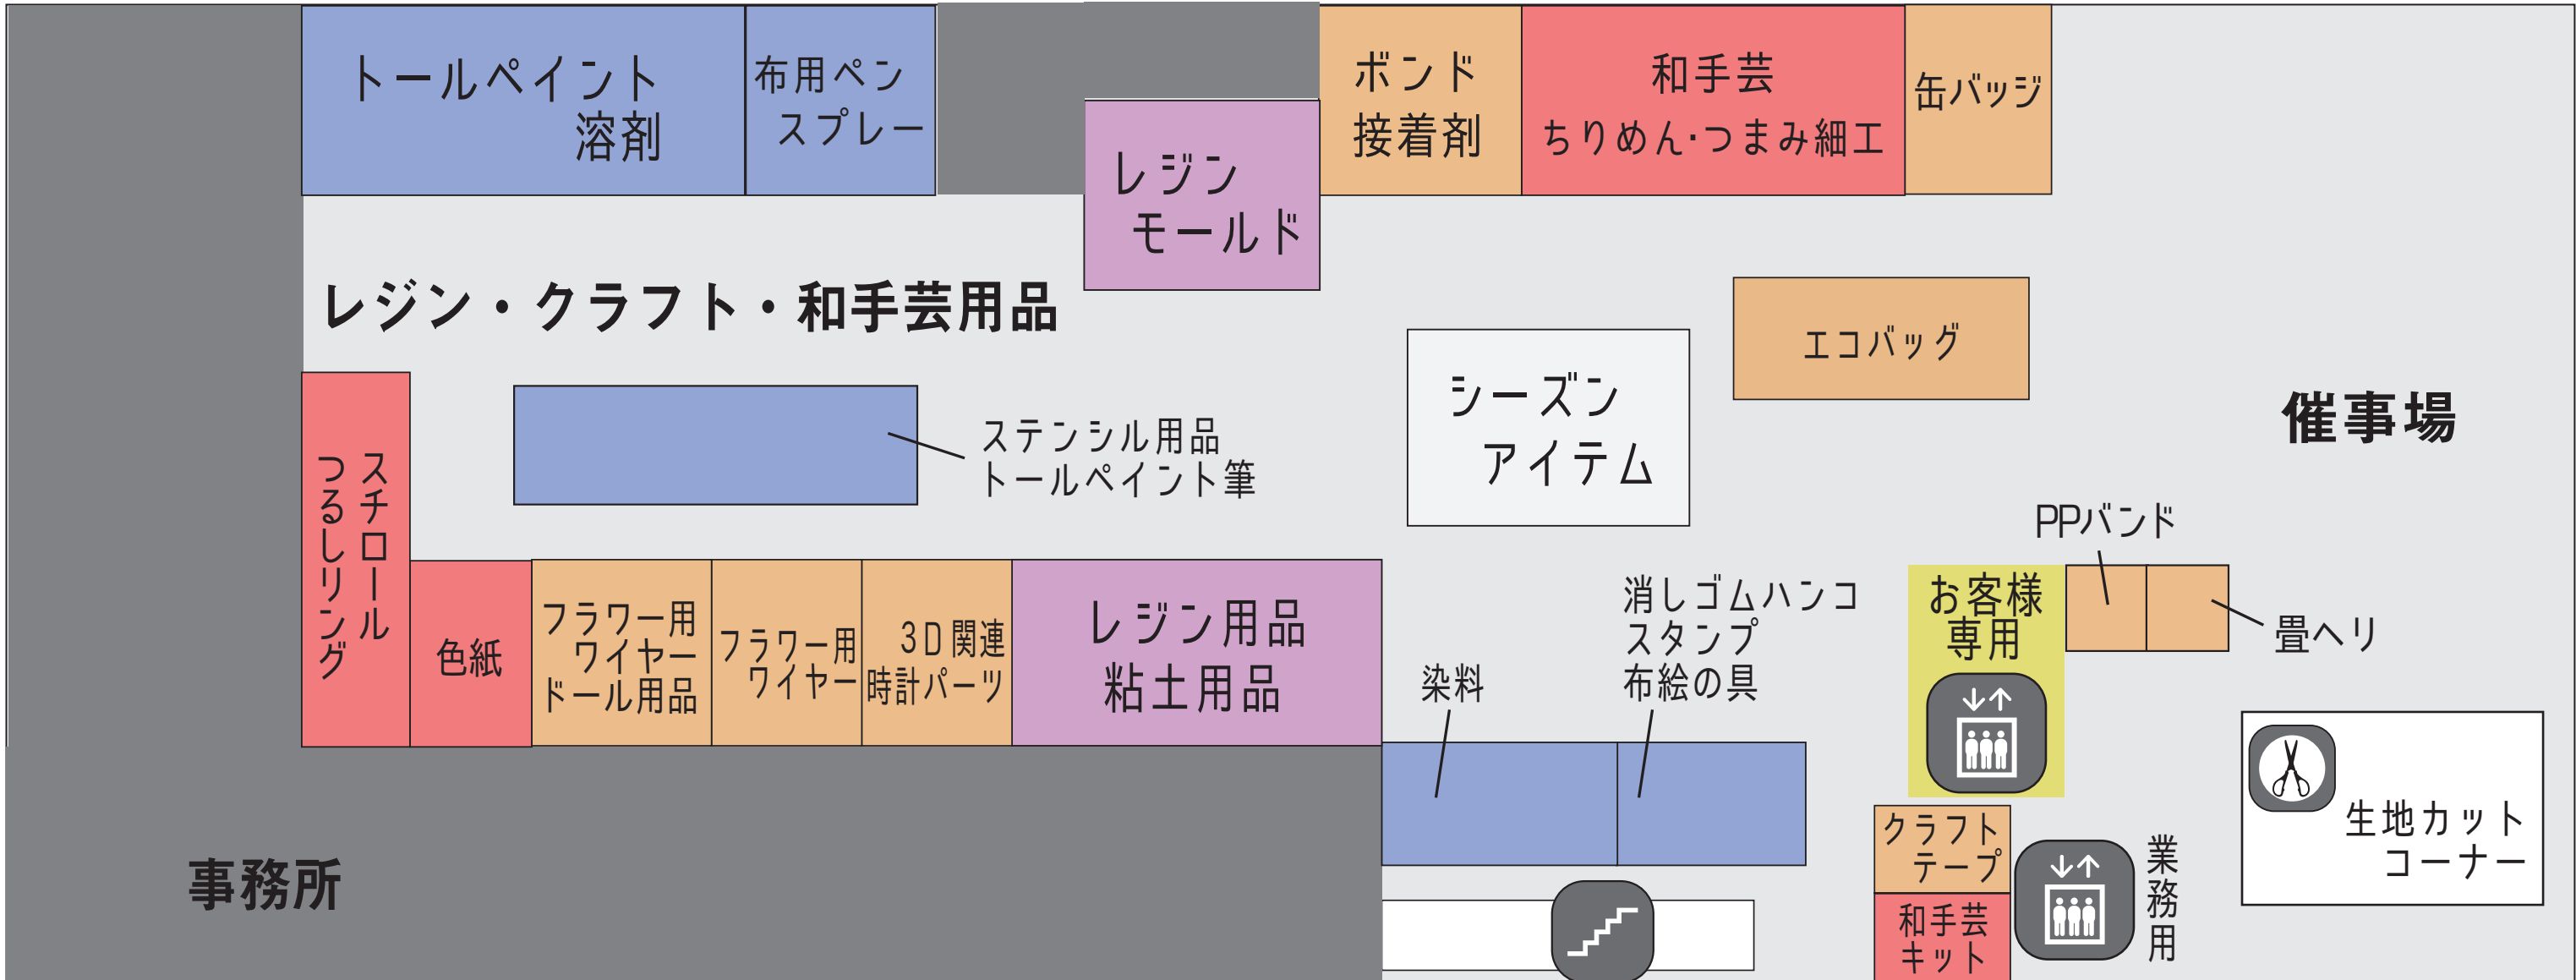 トールペイント
溶剤
布用ペン
スプレー
レジン
モールド
ボンド
接着剤
和手芸
ちりめん・つまみ細工
缶バッジ
レジン・クラフト・和手芸用品
エコバッグ
シーズン
アイテム
催事場
ステンシル用品
トールペイント筆
スチロール
つるしリング
色紙
フラワー用
ワイヤー
ドール用品
フラワー用
ワイヤー
3D関連
時計パーツ
レジン用品
粘土用品
染料
消しゴムハンコ
スタンプ
布絵の具
PPバンド
畳ヘリ
お客様
専用
クラフト
テープ
和手芸
キット
業務用
生地カット
コーナー
事務所